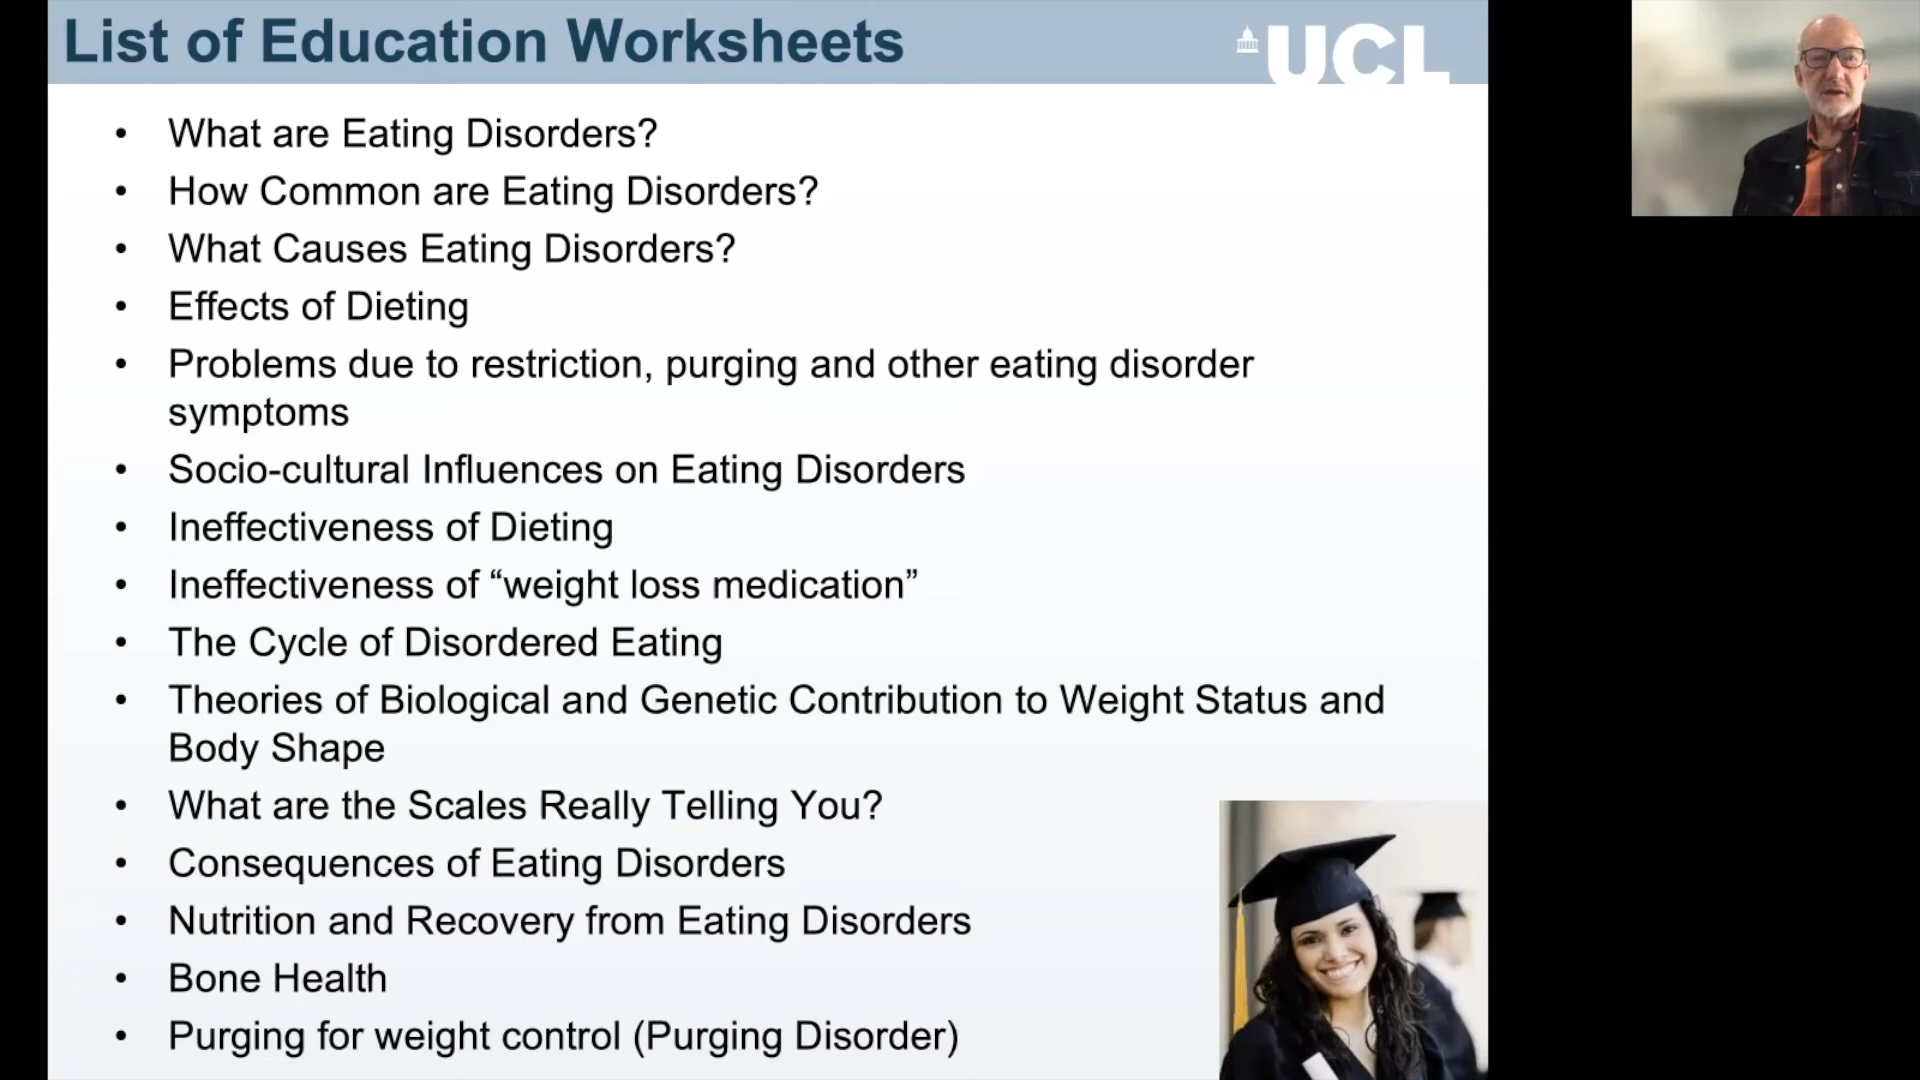 List of Education Worksheets
UCL
• What are Eating Disorders?
• How Common are Eating Disorders?
• What Causes Eating Disorders?
• Effects of Dieting
• Problems due to restriction, purging and other eating disorder
symptoms
• Socio-cultural Influences on Eating Disorders
• Ineffectiveness of Dieting
• Ineffectiveness of “weight loss medication”
• The Cycle of Disordered Eating
• Theories of Biological and Genetic Contribution to Weight Status and
Body Shape
• What are the Scales Really Telling You?
• Consequences of Eating Disorders
• Nutrition and Recovery from Eating Disorders
• Bone Health
• Purging for weight control (Purging Disorder)